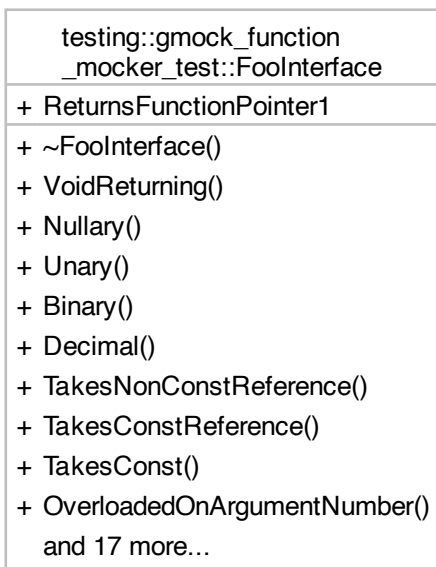 testing::gmock_function
_mocker_test::FooInterface
+ ReturnsFunctionPointer1
+ ~FooInterface()
+ VoidReturning()
+ Nullary()
+ Unary()
+ Binary()
+ Decimal()
+ TakesNonConstReference()
+ TakesConstReference()
+ TakesConst()
+ OverloadedOnArgumentNumber()
and 17 more...